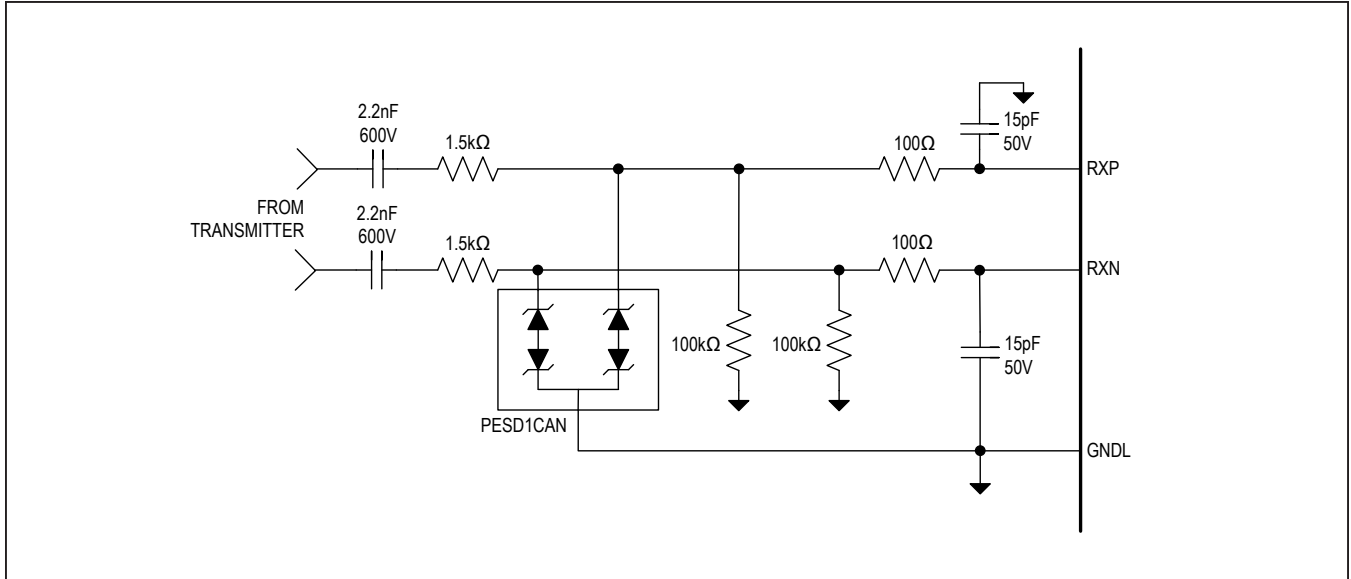 2.2nF
600V
1.5kΩ
100Ω
15pF
50V
RXP
FROM
TRANSMITTER
2.2nF
600V
1.5kΩ
100Ω
RXN
100kΩ
100kΩ
15pF
50V
PESD1CAN
GNDL